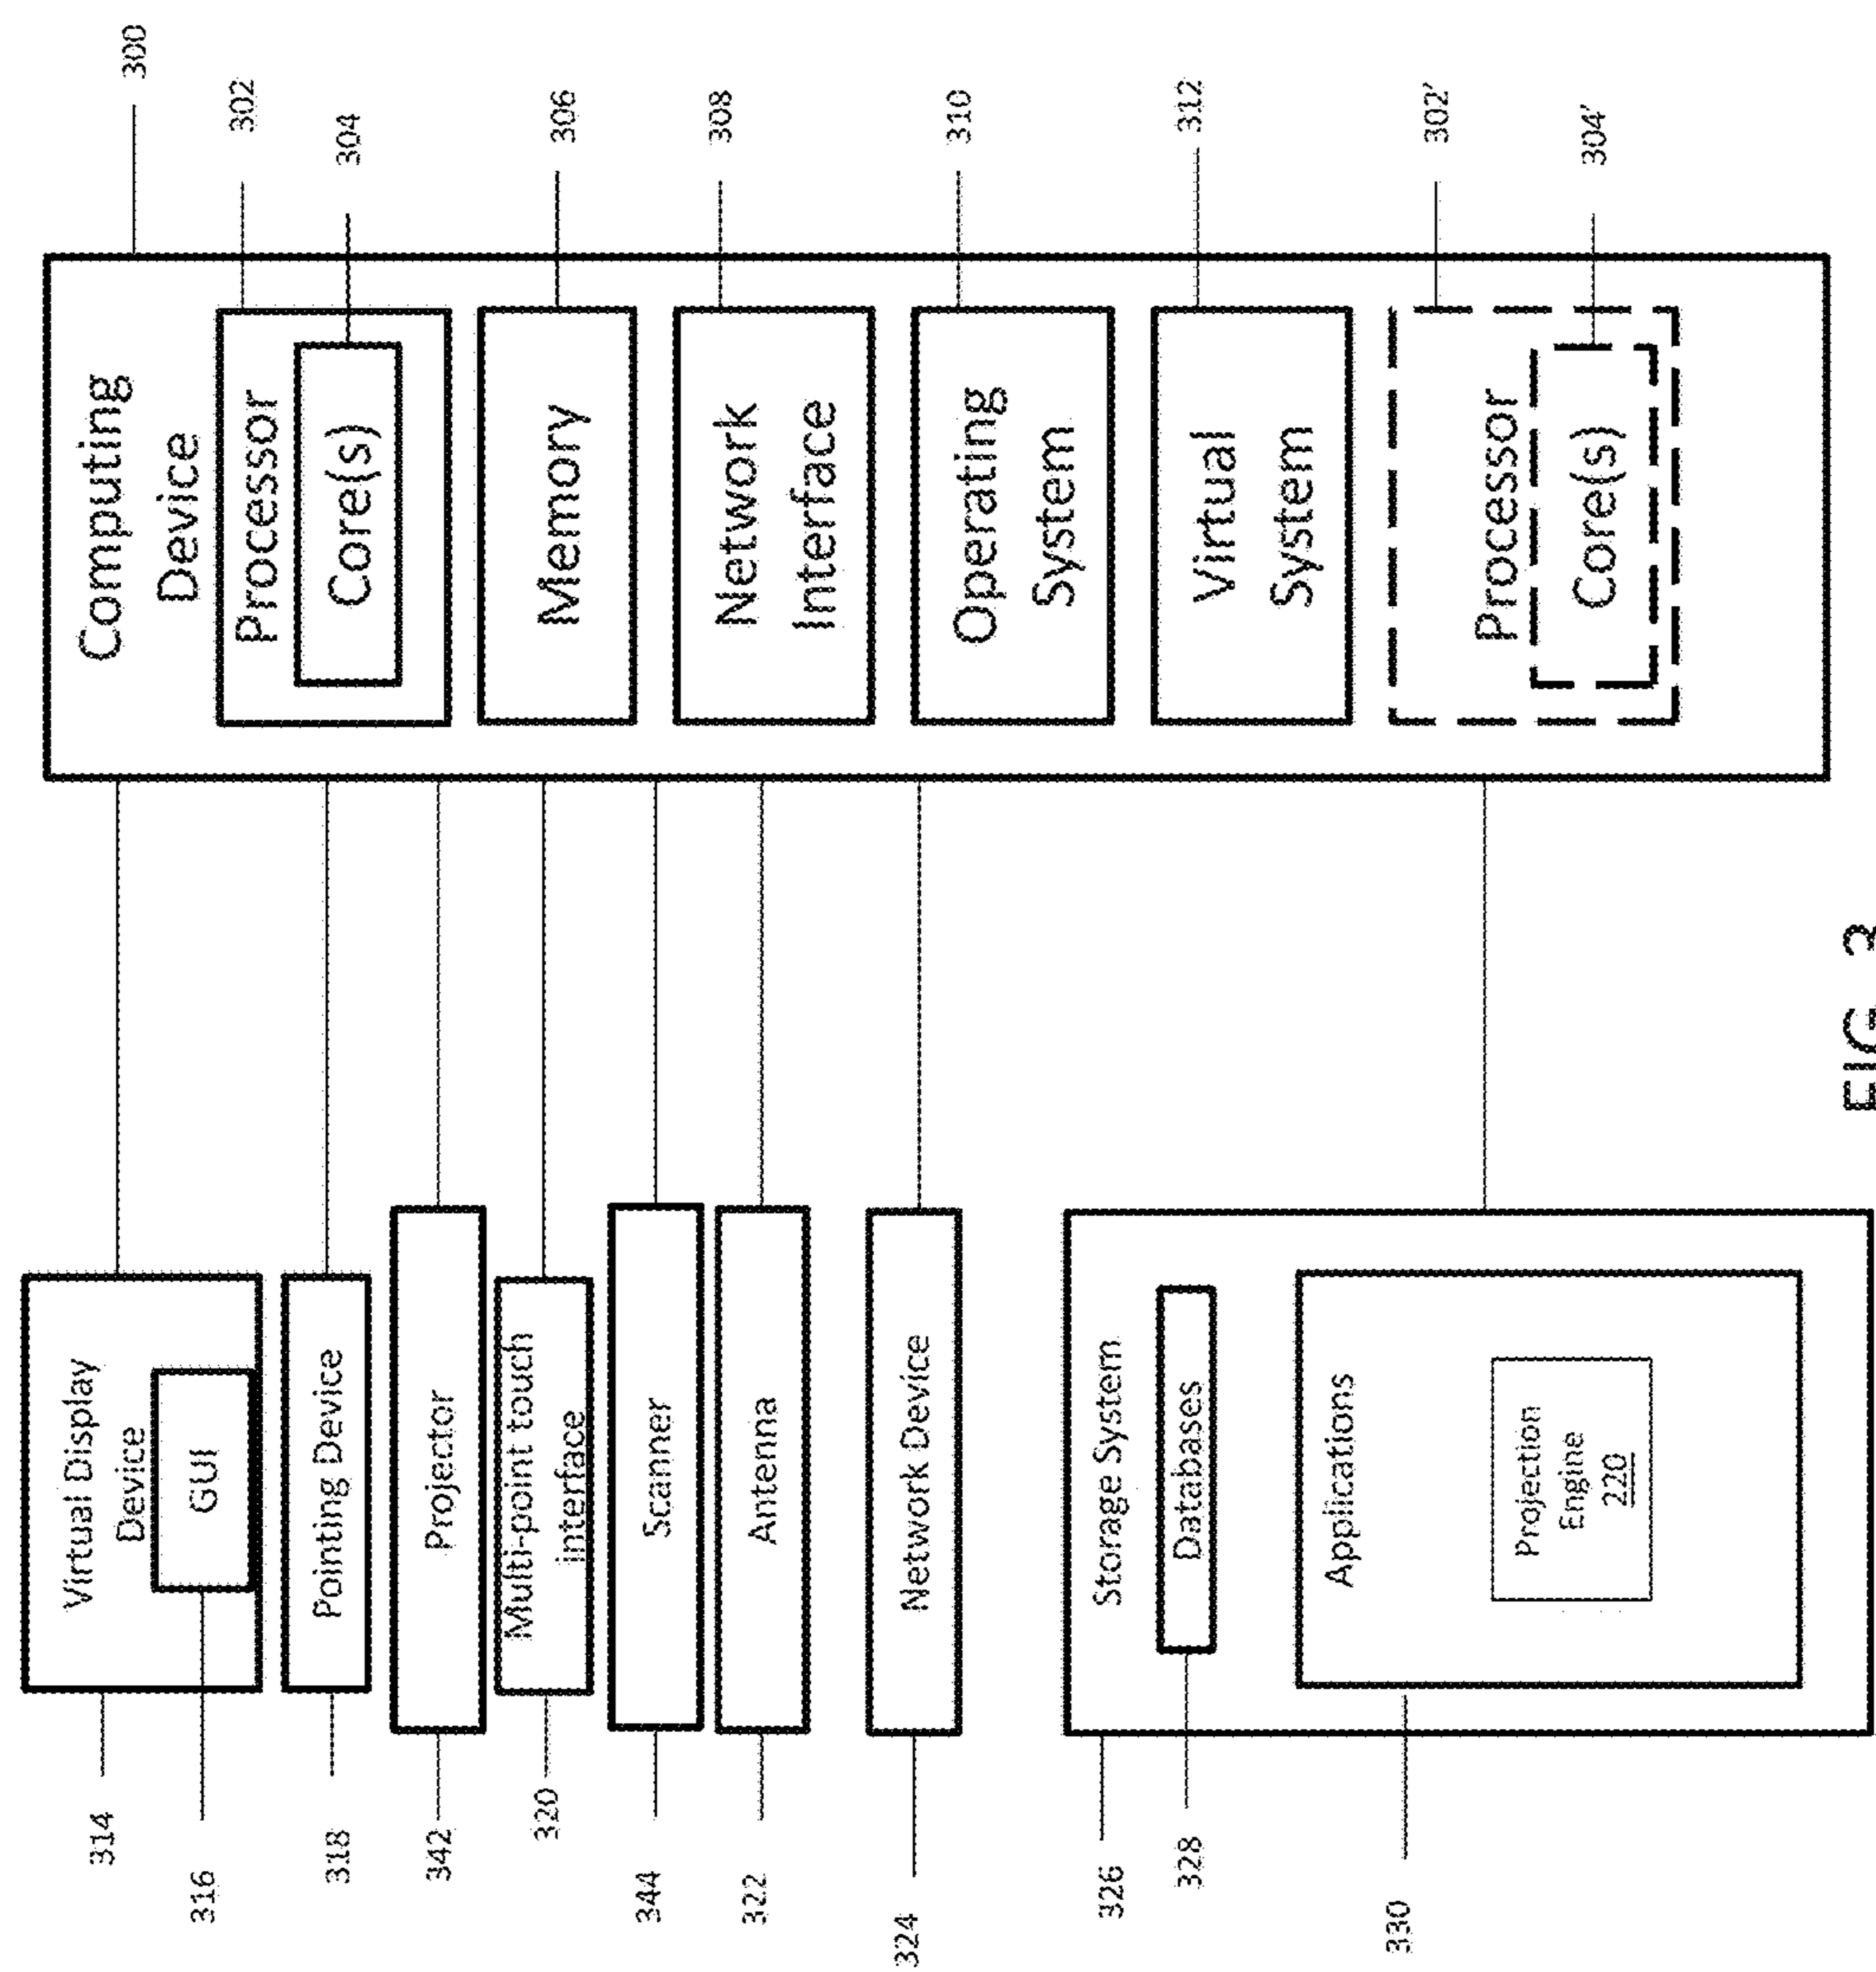 314
Virtual Display
Device
316
GUI
318
Pointing Device
342
Projector
320
Multi-point touch
interface
344
Scanner
322
Antenna
324
Network Device
326
Storage System
328
Databases
330
Applications
Projection
Engine
220
300
Computing
Device
302
Processor
304
Core(s)
306
Memory
308
Network
Interface
310
Operating
System
312
Virtual
System
302'
Processor
304'
Core(s)
FIG. 3